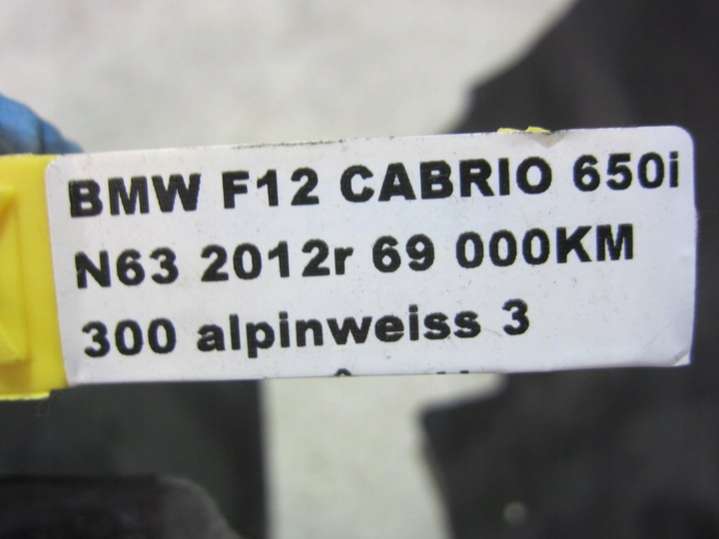 BMW F12 CABRIO 650i
N63 2012r 69 000KM
300 alpinweiss 3